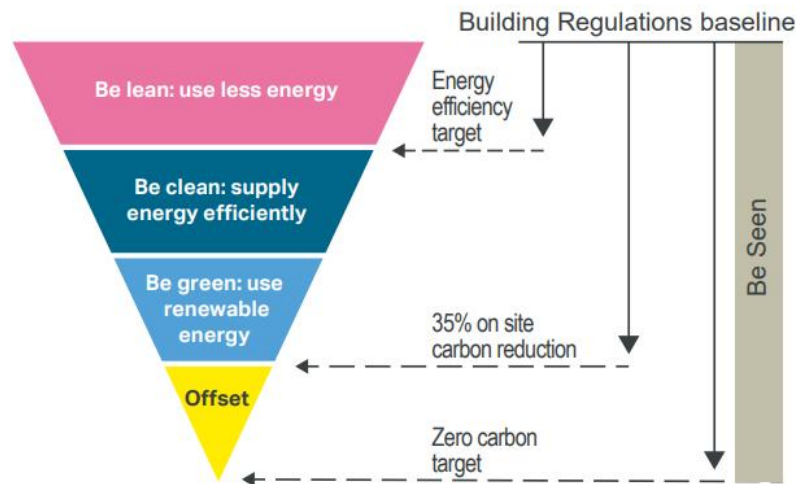 Building Regulations baseline
Be lean: use less energy
Energy
efficiency
target
Be clean: supply
energy efficiently
Be green: use
renewable
energy
35% on site
carbon reduction
Offset
Zero carbon
target
Be Seen